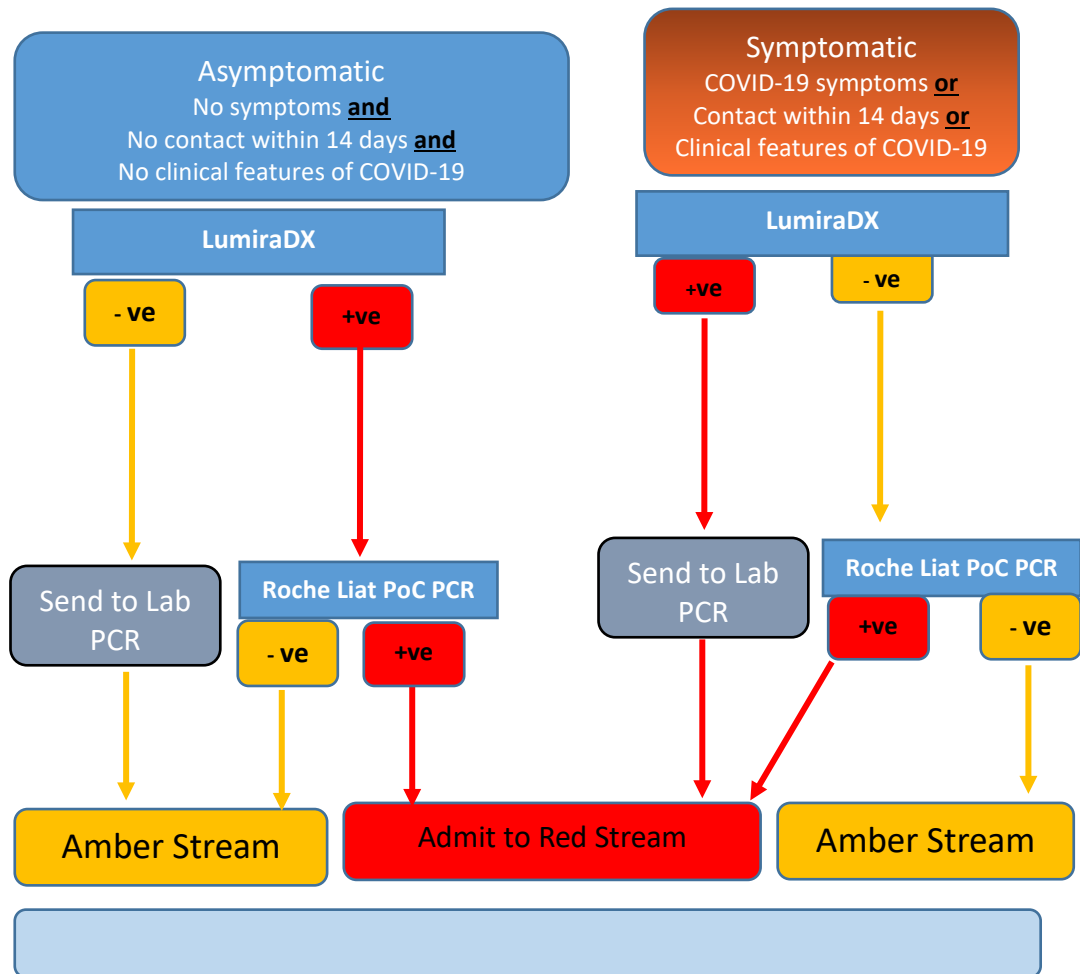 Asymptomatic
No symptoms and
No contact within 14 days and
No clinical features of COVID-19
Symptomatic
COVID-19 symptoms or
Contact within 14 days or
Clinical features of COVID-19
LumiraDX
LumiraDX
- ve
+ve
+ve
- ve
Send to Lab
PCR
Roche Liat PoC PCR
- ve
+ve
Send to Lab
PCR
Roche Liat PoC PCR
+ve
- ve
Amber Stream
Admit to Red Stream
Amber Stream